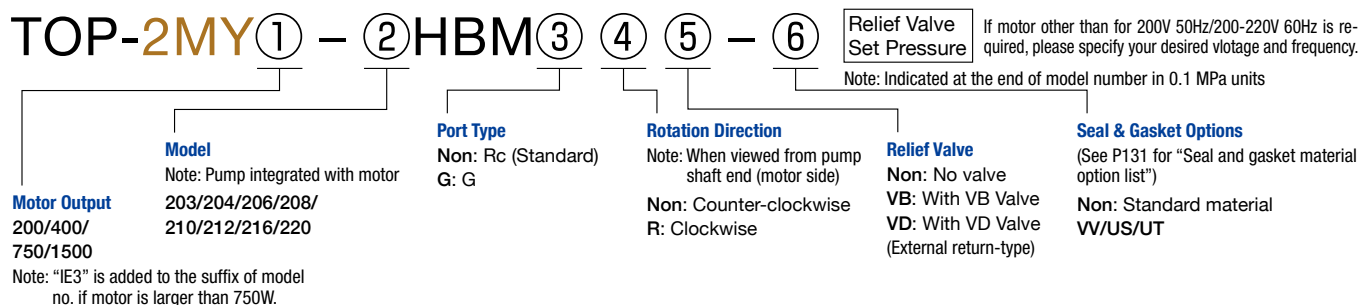 TOP-2MY① – ②HBM③ ④ ⑤ – ⑥
Relief Valve
Set Pressure
If motor other than for 200V 50Hz/200-220V 60Hz is re-
quired, please specify your desired vlotage and frequency.
Note: Indicated at the end of model number in 0.1 MPa units
Motor Output
200/400/
750/1500
Note: “IE3” is added to the suffix of model
no. if motor is larger than 750W.
Model
Note: Pump integrated with motor
203/204/206/208/
210/212/216/220
Port Type
Non: Rc (Standard)
G: G
Rotation Direction
Note: When viewed from pump
shaft end (motor side)
Non: Counter-clockwise
R: Clockwise
Relief Valve
Non: No valve
VB: With VB Valve
VD: With VD Valve
(External return-type)
Seal & Gasket Options
(See P131 for “Seal and gasket material
option list”)
Non: Standard material
VV/US/UT